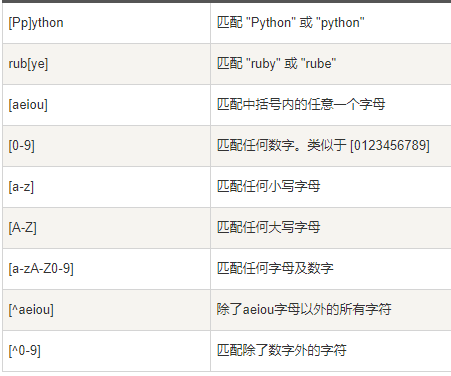 [Pp]ython 匹配 "Python" 或 "python"
rub[ye] 匹配 "ruby" 或 "rube"
[aeiou] 匹配中括号内的任意一个字母
[0-9] 匹配任何数字。类似于 [0123456789]
[a-z] 匹配任何小写字母
[A-Z] 匹配任何大写字母
[a-zA-Z0-9] 匹配任何字母及数字
[^aeiou] 除了aeiou字母以外的所有字符
[^0-9] 匹配除了数字外的字符